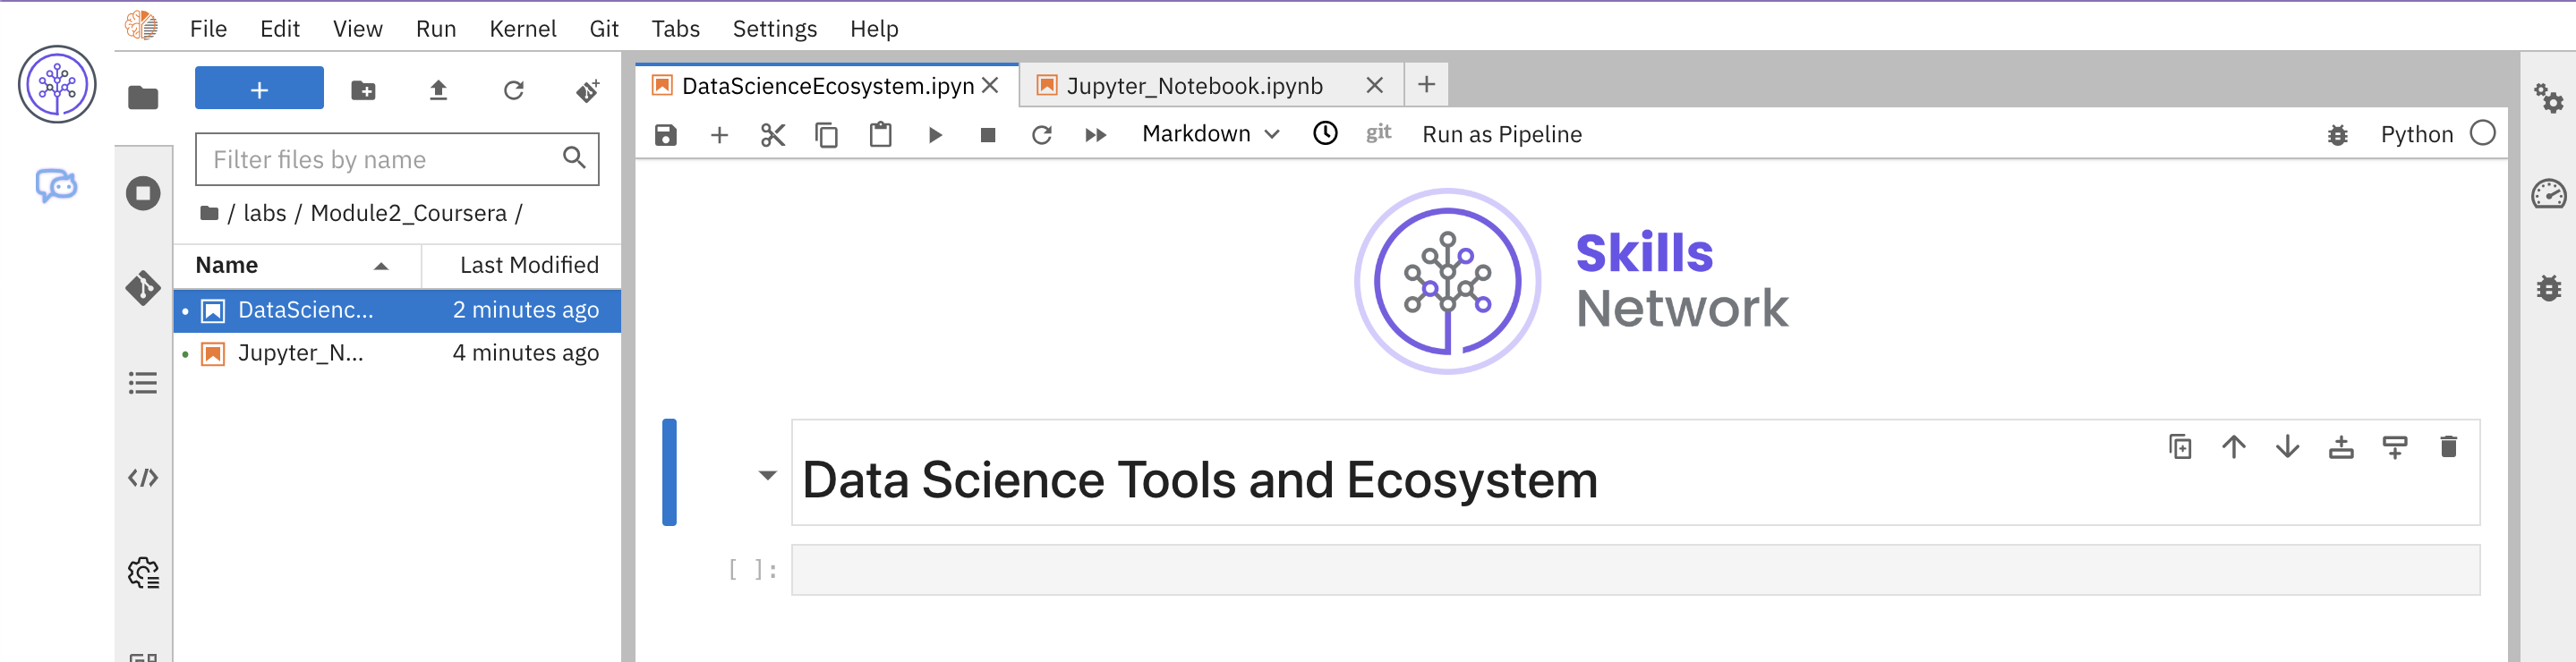 File Edit View Run Kernel Git Tabs Settings Help
+
Filter files by name
/ labs / Module2_Coursera /
Name Last Modified
DataScienc... 2 minutes ago
Jupyter_N... 4 minutes ago
DataScienceEcosystem.ipyn Jupyter_Notebook.ipynb +
Markdown git Run as Pipeline Python
Skills
Network
Data Science Tools and Ecosystem
[ ]: